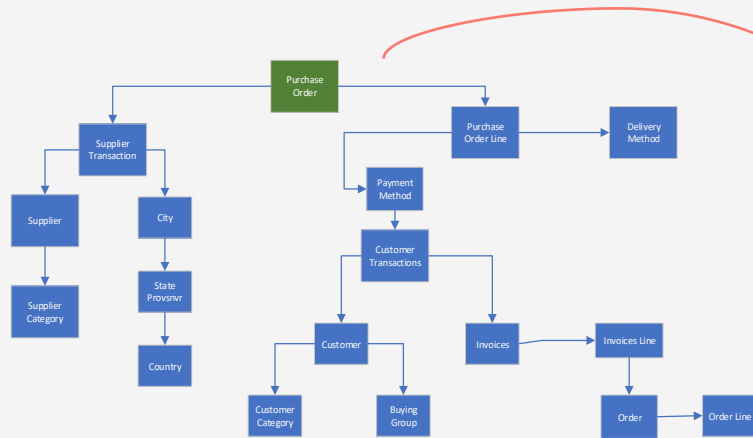 Purchase
Order
Supplier
Transaction
Purchase
Order Line
Delivery
Method
Payment
Method
Supplier
City
Customer
Transactions
State
Provsnvr
Supplier
Category
Customer
Invoices
Invoices Line
Country
Customer
Category
Buying
Group
Order
Order Line